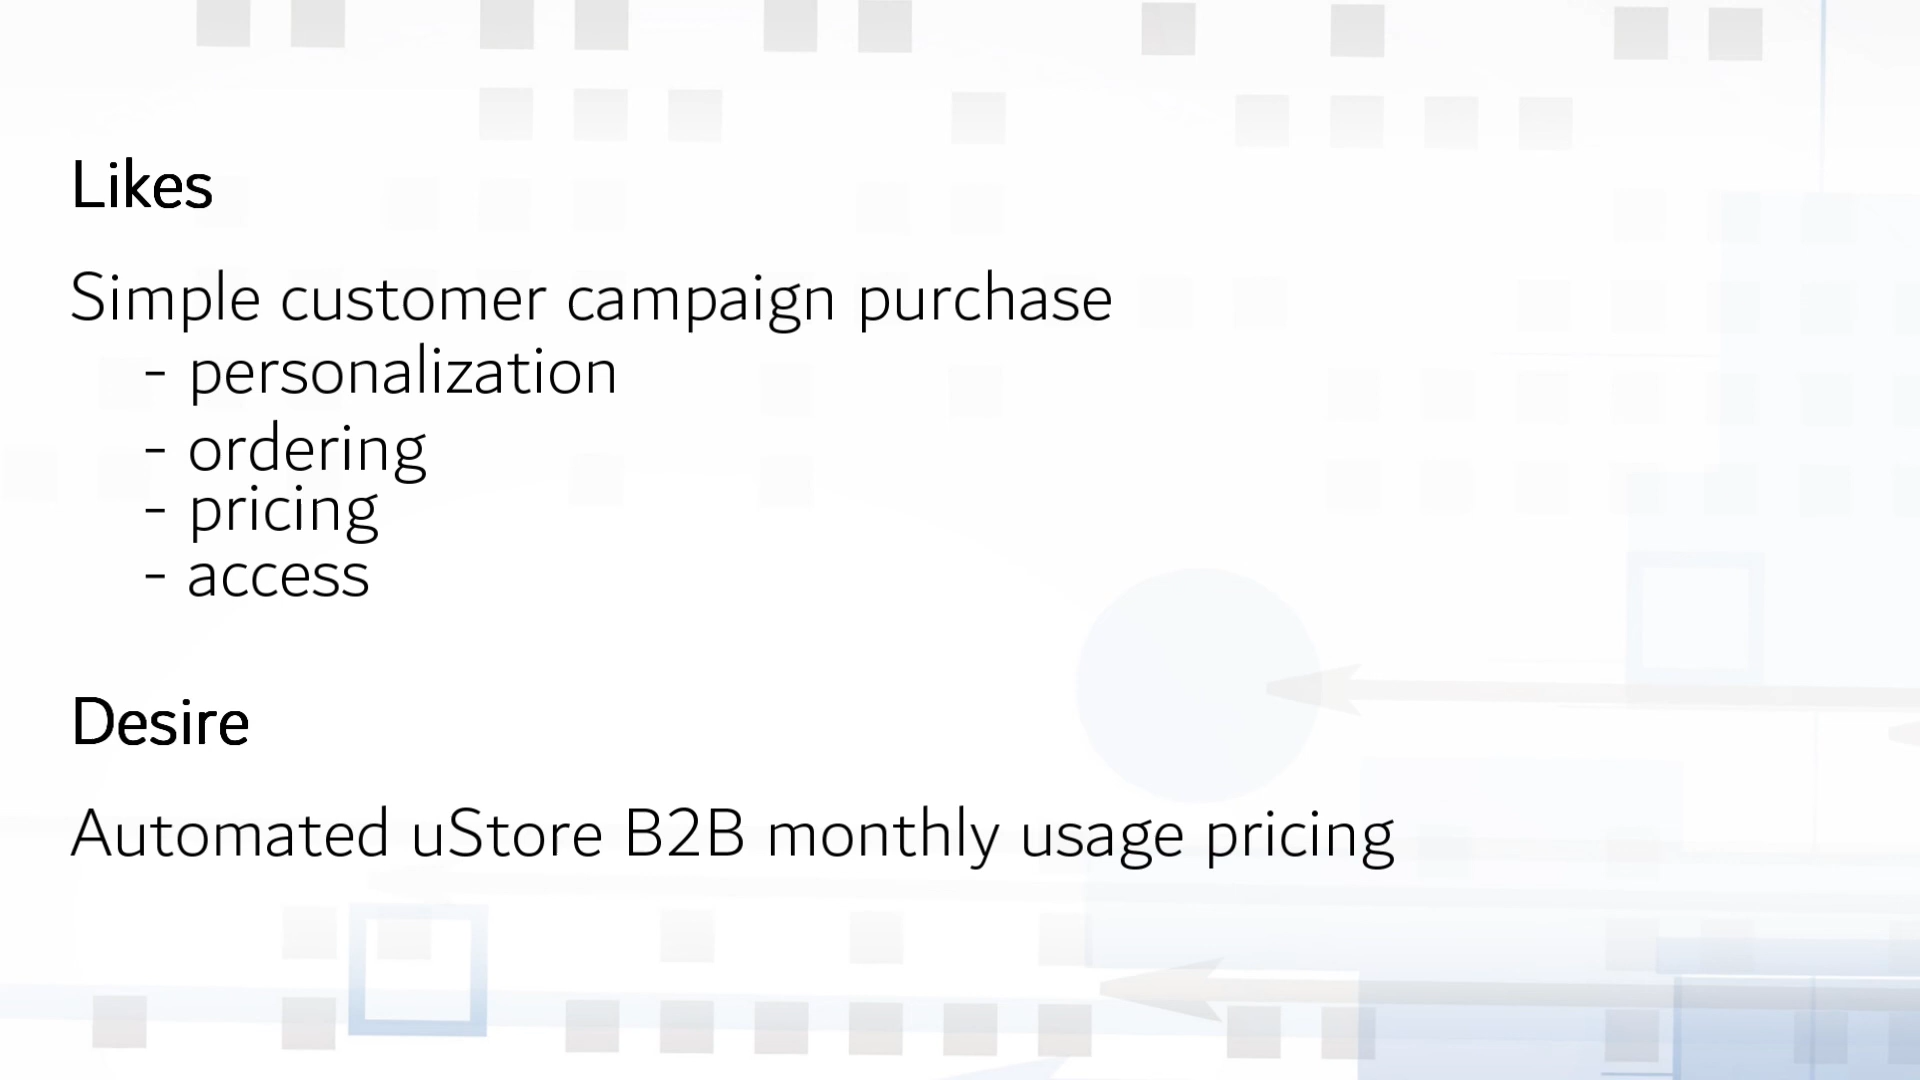 Likes
Simple customer campaign purchase
- personalization
- ordering
- pricing
- access
Desire
Automated uStore B2B monthly usage pricing